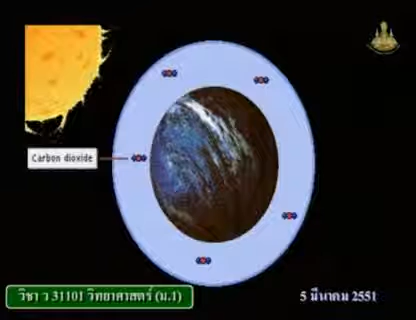 Carbon dioxide
วิชา ว 31101 วิทยาศาสตร์ (ม.1)
5 มีนาคม 2551